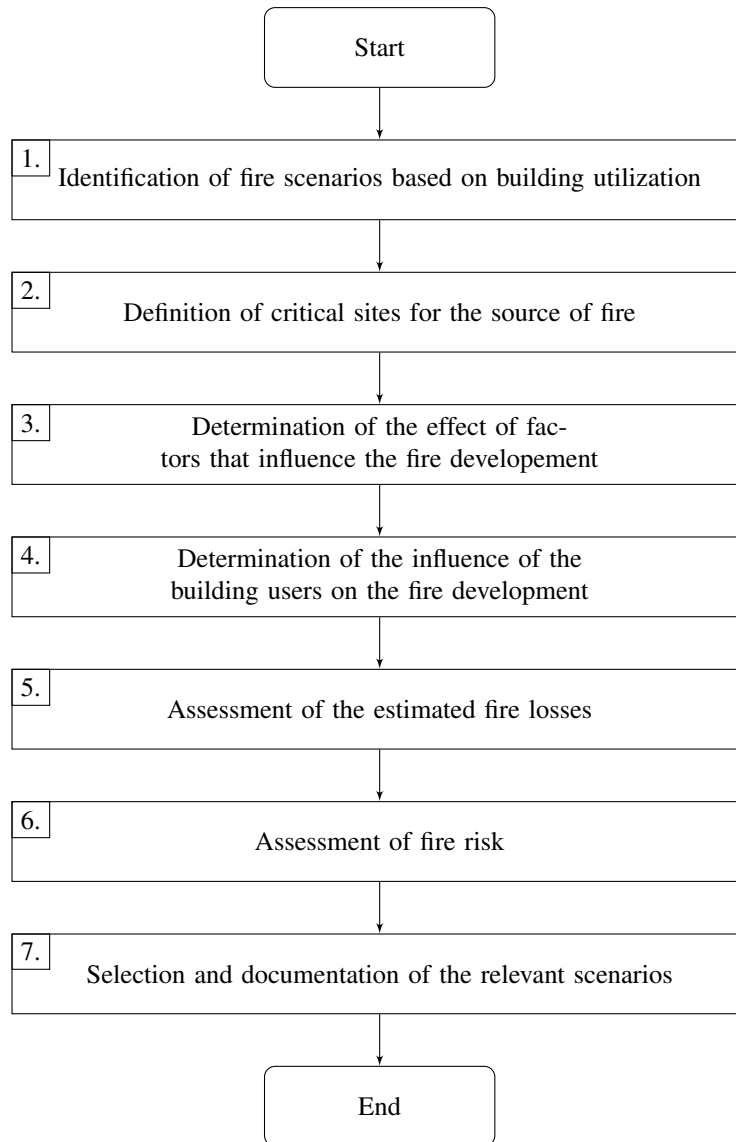 Start
1.
Identification of fire scenarios based on building utilization
2.
Definition of critical sites for the source of fire
3.
Determination of the effect of fac-
tors that influence the fire developement
4.
Determination of the influence of the
building users on the fire development
5.
Assessment of the estimated fire losses
6.
Assessment of fire risk
7.
Selection and documentation of the relevant scenarios
End